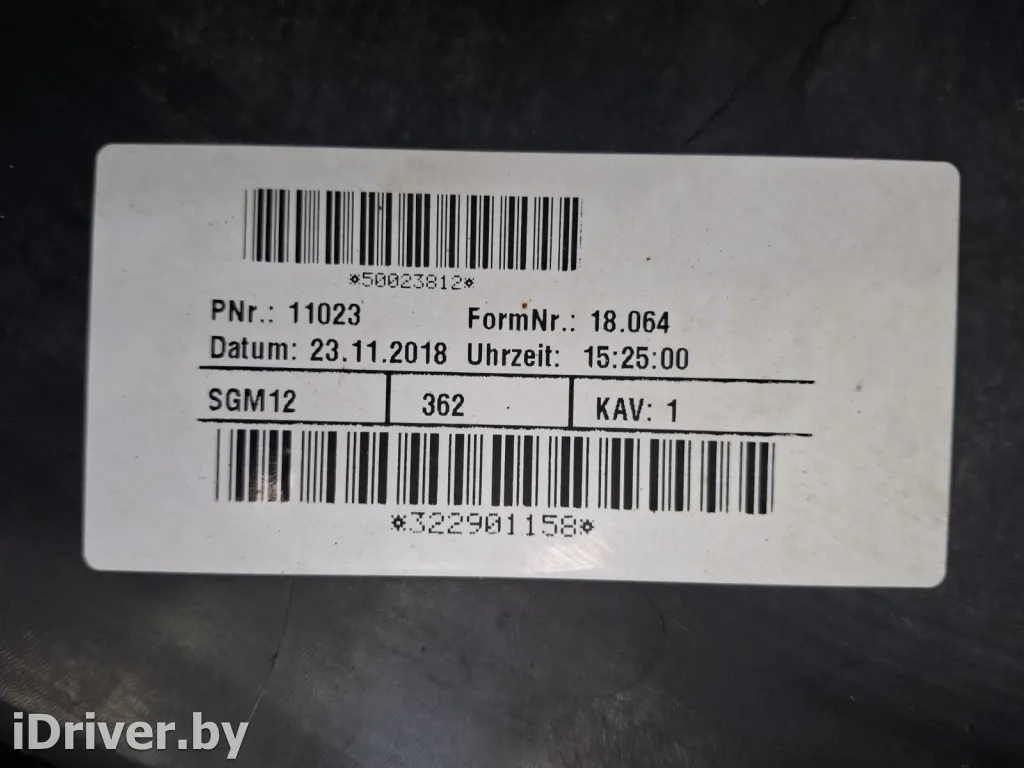 *50023812*
PNr.: 11023 FormNr.: 18.064
Datum: 23.11.2018 Uhrzeit: 15:25:00
SGM12 362 KAV: 1
*322901158*
iDriver.by